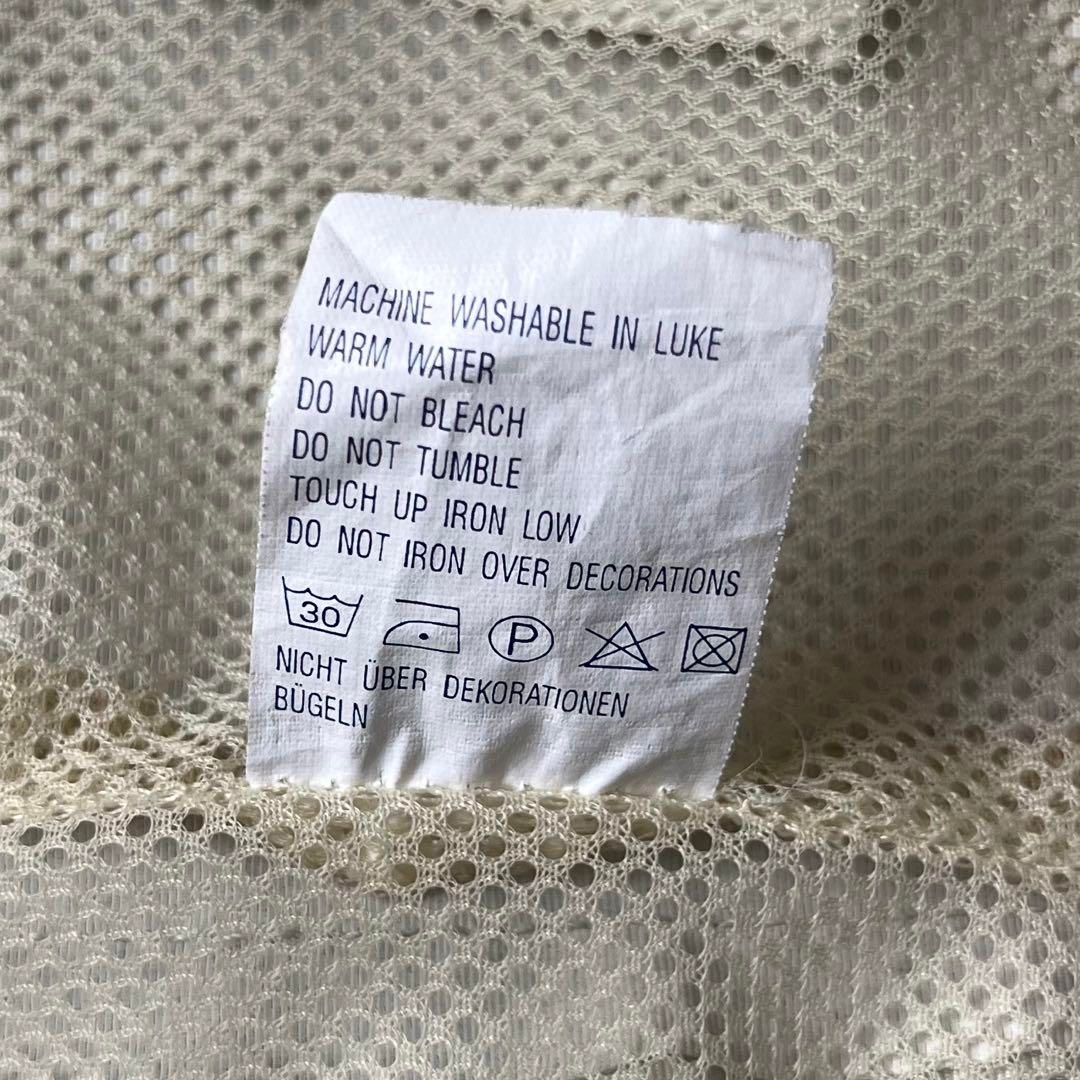 MACHINE WASHABLE IN LUKE
WARM WATER
DO NOT BLEACH
DO NOT TUMBLE
TOUCH UP IRON LOW
DO NOT IRON OVER DECORATIONS
30 P
NICHT ÜBER DEKORATIONEN
BÜGELN